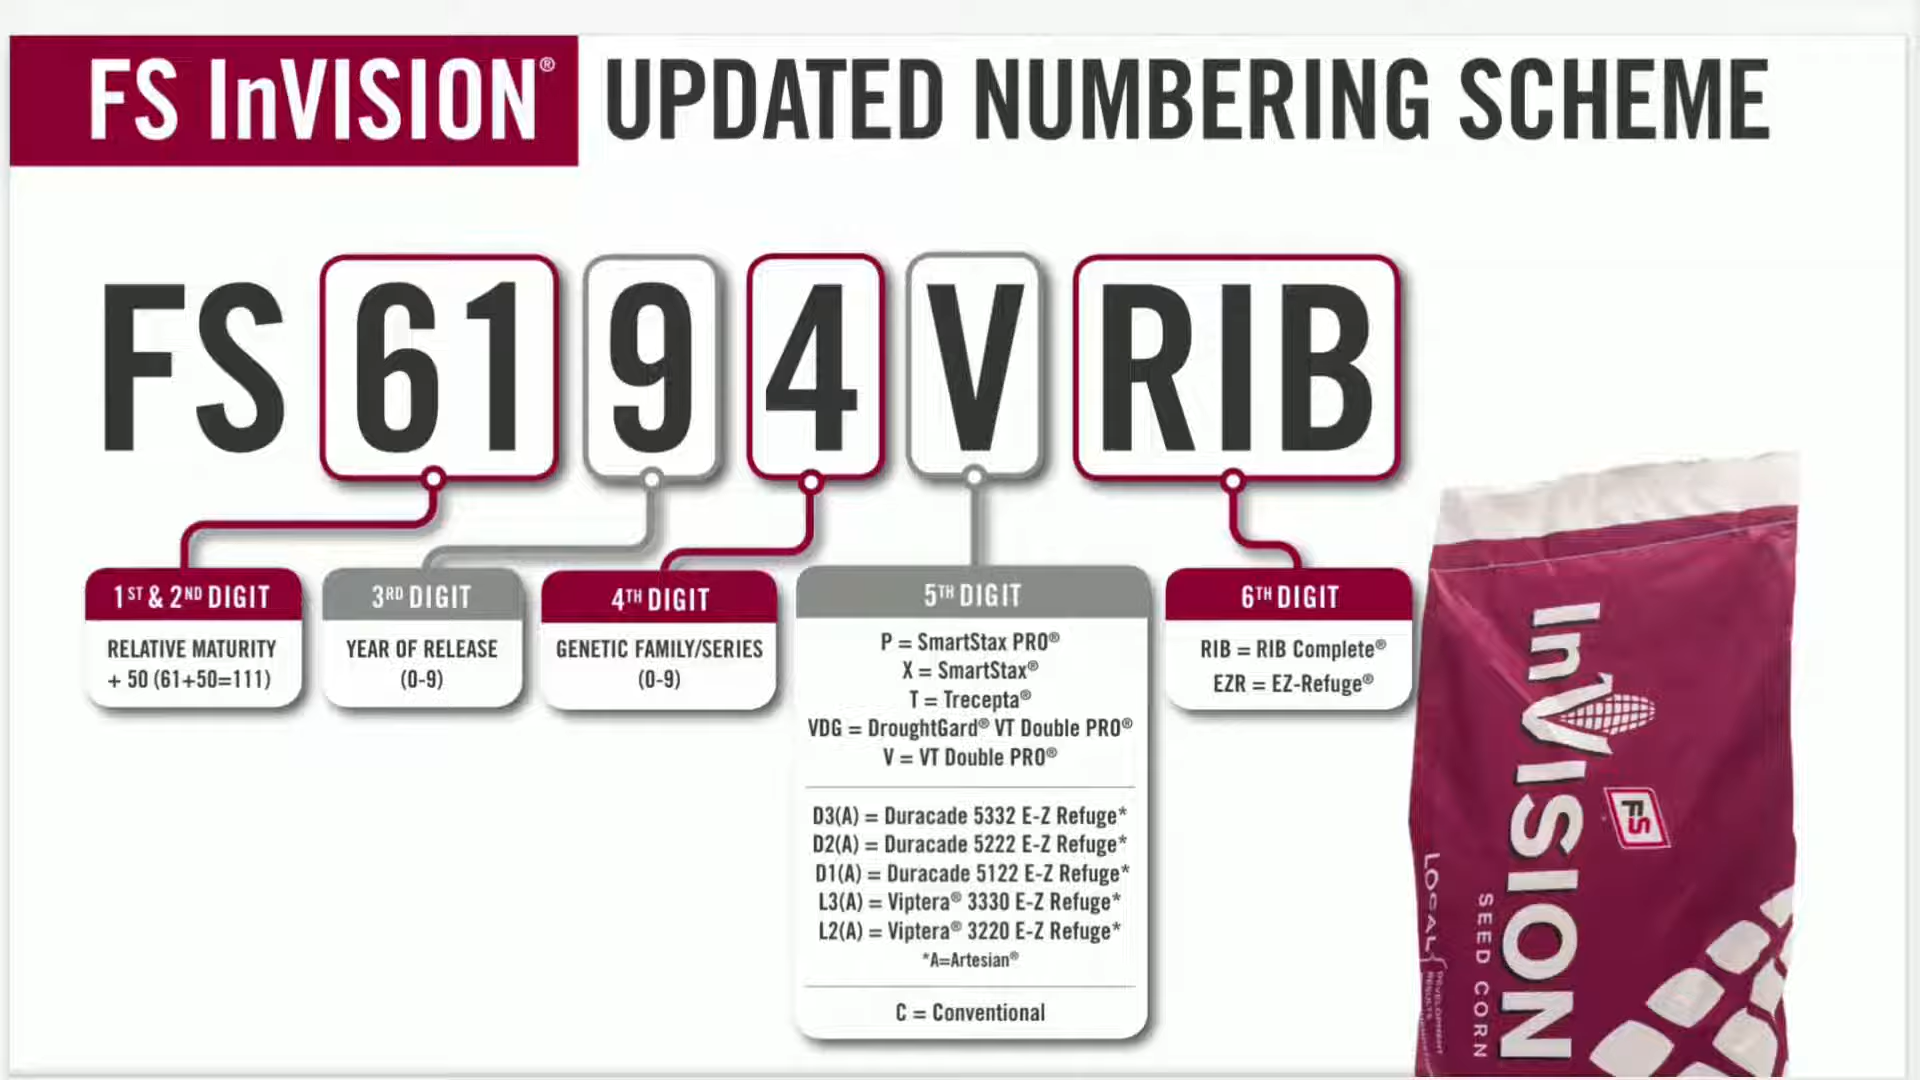 FS InVISION® UPDATED NUMBERING SCHEME
FS 61 9 4 V RIB
1ST & 2ND DIGIT
RELATIVE MATURITY
+ 50 (61+50=111)
3RD DIGIT
YEAR OF RELEASE
(0-9)
4TH DIGIT
GENETIC FAMILY/SERIES
(0-9)
5TH DIGIT
P = SmartStax PRO®
X = SmartStax®
T = Trecepta®
VDG = DroughtGard® VT Double PRO®
V = VT Double PRO®
D3(A) = Duracade 5332 E-Z Refuge*
D2(A) = Duracade 5222 E-Z Refuge*
D1(A) = Duracade 5122 E-Z Refuge*
L3(A) = Viptera® 3330 E-Z Refuge*
L2(A) = Viptera® 3220 E-Z Refuge*
*A=Artesian®
C = Conventional
6TH DIGIT
RIB = RIB Complete®
EZR = EZ-Refuge®
InVISION
FS
SEED CORN
LOCAL